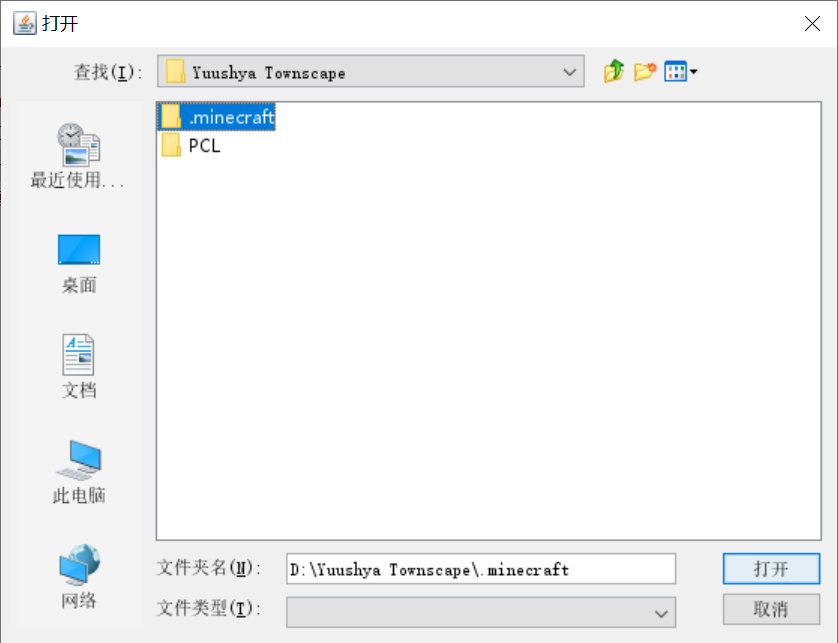 打开
查找(I):
Yuushya Townscape
.minecraft
PCL
最近使用...
桌面
文档
此电脑
网络
文件夹名(N):
D:\Yuushya Townscape\.minecraft
打开
文件类型(T):
取消